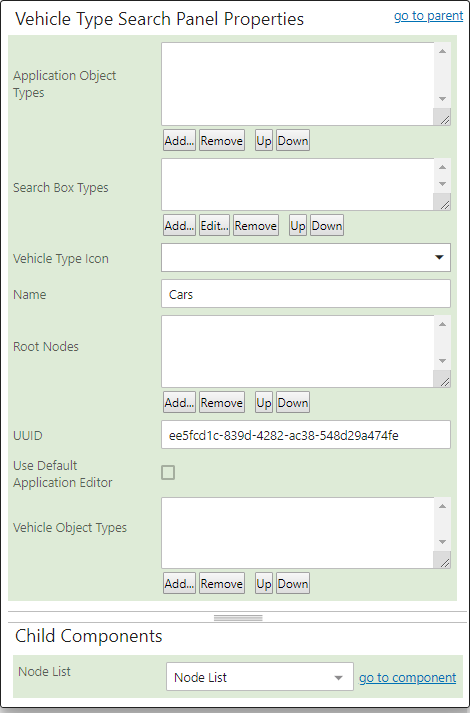 Vehicle Type Search Panel Properties go to parent
Application Object
Types
Add... Remove Up Down
Search Box Types
Add... Edit... Remove Up Down
Vehicle Type Icon
Name Cars
Root Nodes
Add... Remove Up Down
UUID ee5fcd1c-839d-4282-ac38-548d29a474fe
Use Default
Application Editor
Vehicle Object Types
Add... Remove Up Down
Child Components
Node List Node List go to component